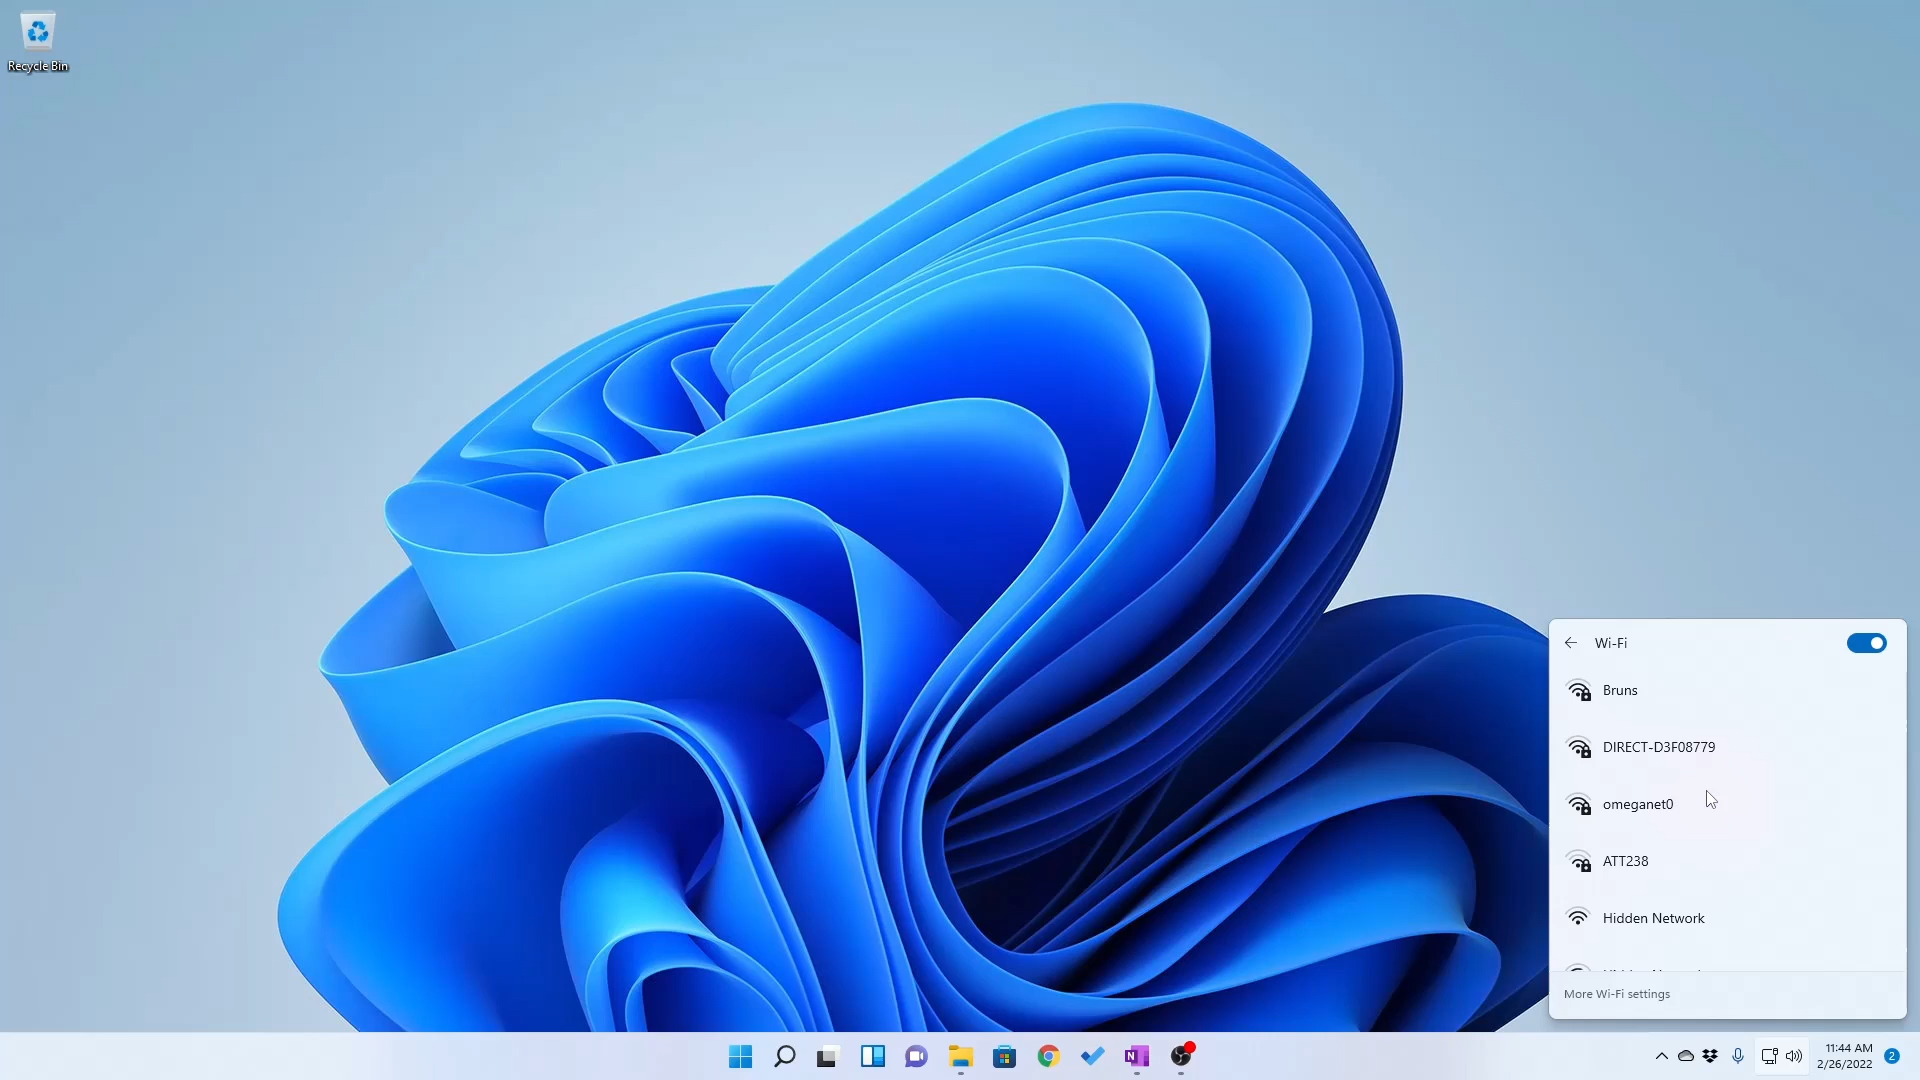 Recycle Bin
Wi-Fi
Bruns
DIRECT-D3F08779
omeganet0
ATT238
Hidden Network
More Wi-Fi settings
N
11:44 AM
2/26/2022
2